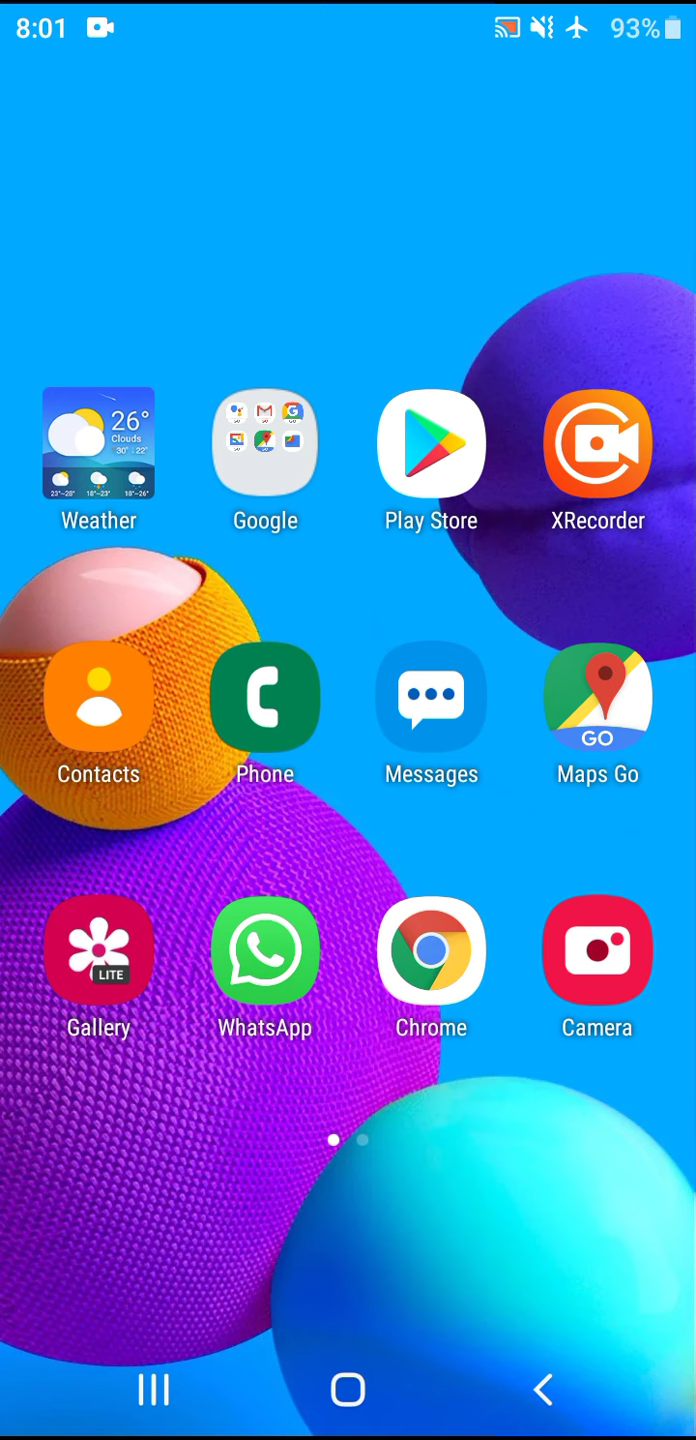 8:01 93%
26°
Clouds
30° 22°
23°~28° 18°~23° 18°~26°
Weather Google Play Store XRecorder
GO
Contacts Phone Messages Maps Go
LITE
Gallery WhatsApp Chrome Camera